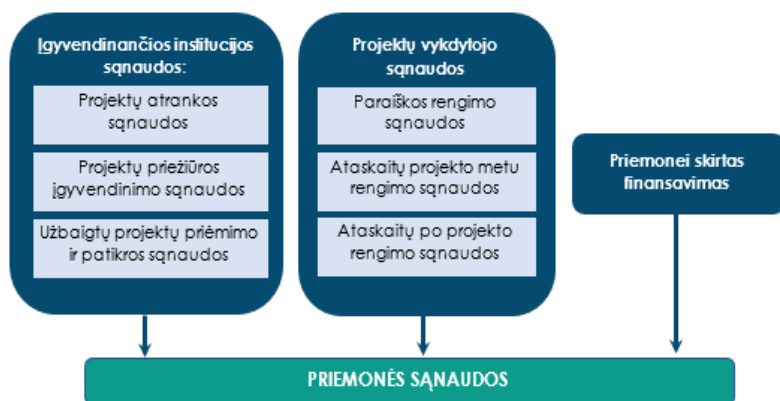 Įgyvendinančios institucijos
sąnaudos:
Projektų atrankos
sąnaudos
Projektų priežiūros
įgyvendinimo sąnaudos
Užbaigtų projektų priėmimo
ir patikros sąnaudos
Projektų vykdytojo
sąnaudos
Paraiškos rengimo
sąnaudos
Ataskaitų projekto metu
rengimo sąnaudos
Ataskaitų po projekto
rengimo sąnaudos
Priemonei skirtas
finansavimas
PRIEMONĖS SĄNAUDOS